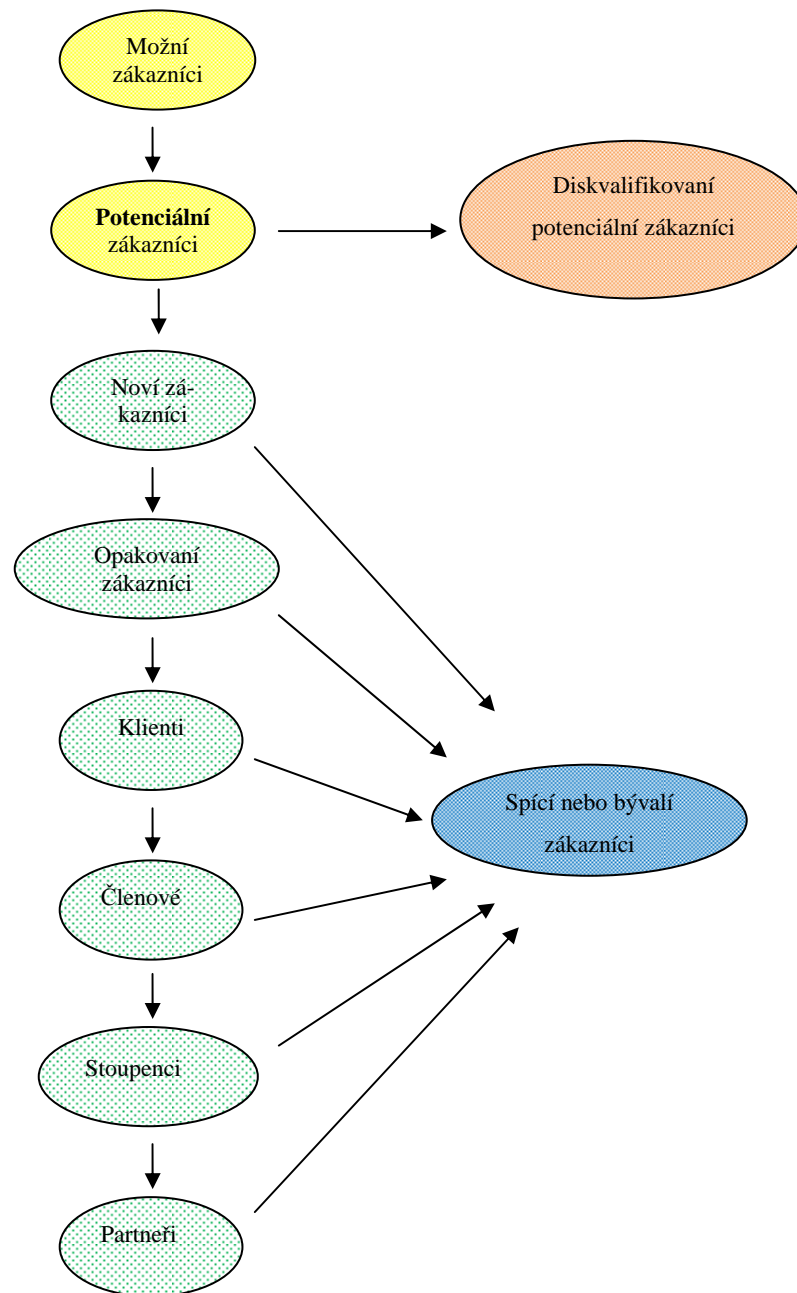 Možní
zákazníci
Potenciální
zákazníci
Diskvalifikovaní
potenciální zákazníci
Noví zá-
kazníci
Opakovaní
zákazníci
Klienti
Spící nebo bývalí
zákazníci
Členové
Stoupenci
Partneři